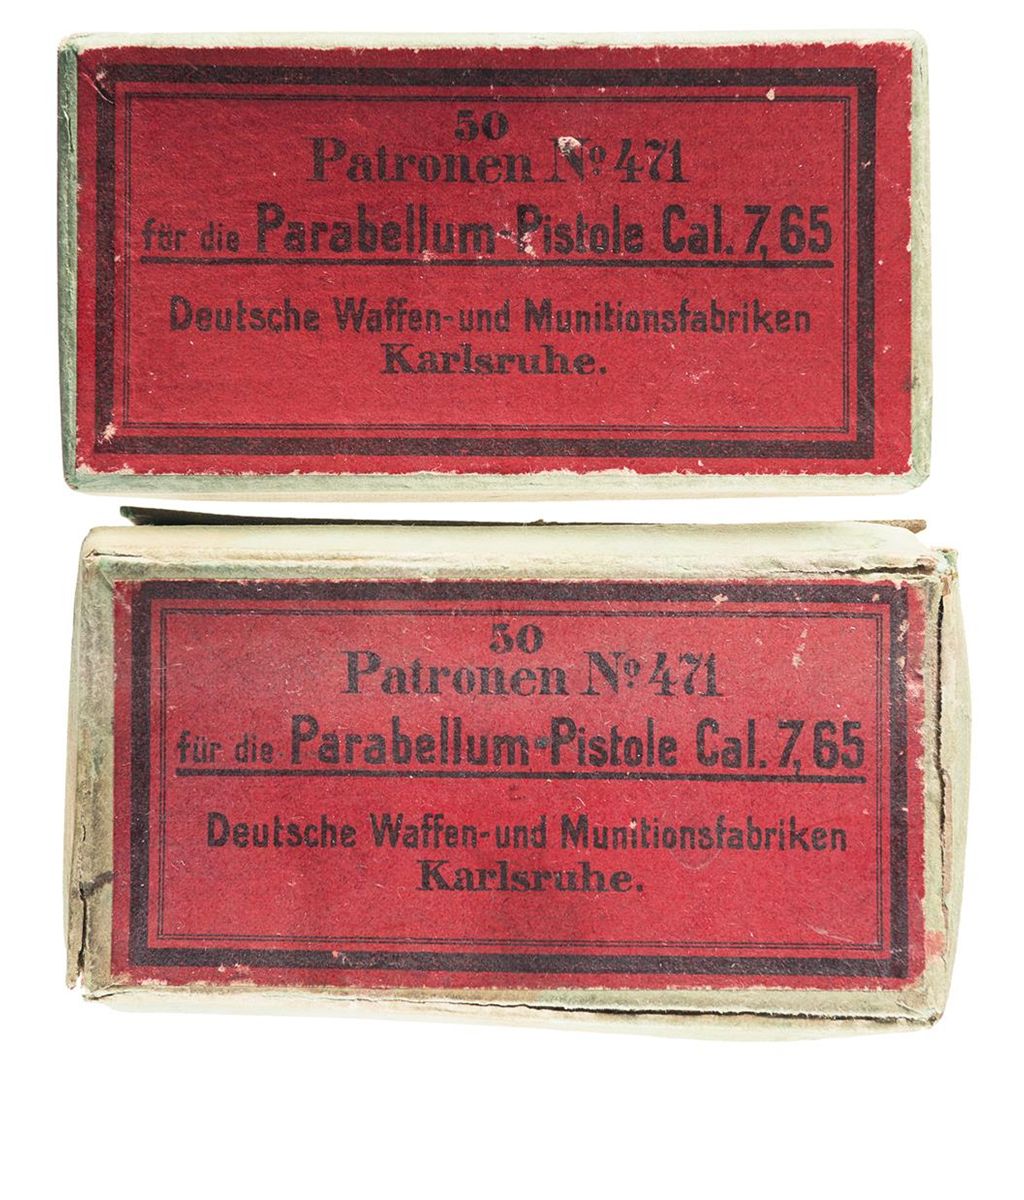 50
Patronen Nº 471
für die Parabellum-Pistole Cal. 7,65
Deutsche Waffen-und Munitionsfabriken
Karlsruhe.
50
Patronen Nº 471
für die Parabellum-Pistole Cal. 7,65
Deutsche Waffen-und Munitionsfabriken
Karlsruhe.